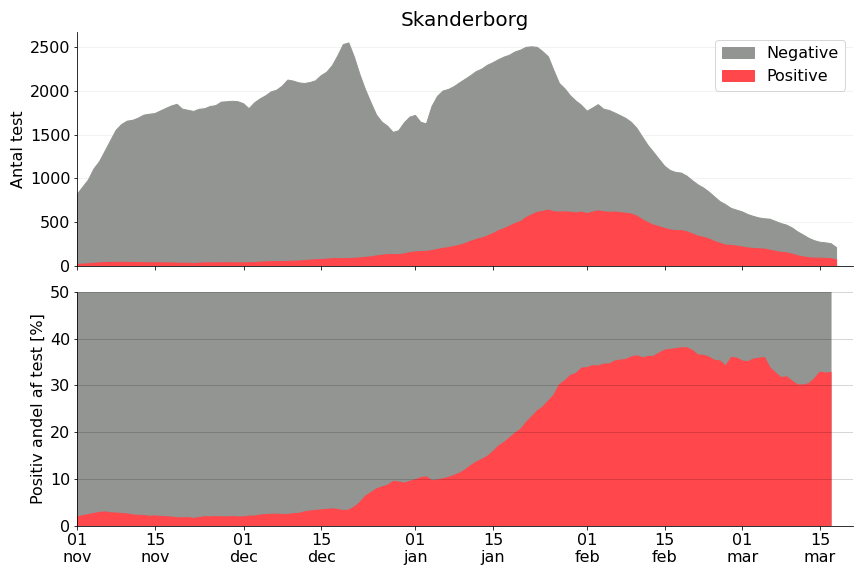 Skanderborg
Antal test
2500
2000
1500
1000
500
0
Negative
Positive
Positiv andel af test [%]
50
40
30
20
10
0
01 15 01 15 01 15 01 15 01 15
nov nov dec dec jan jan feb feb mar mar